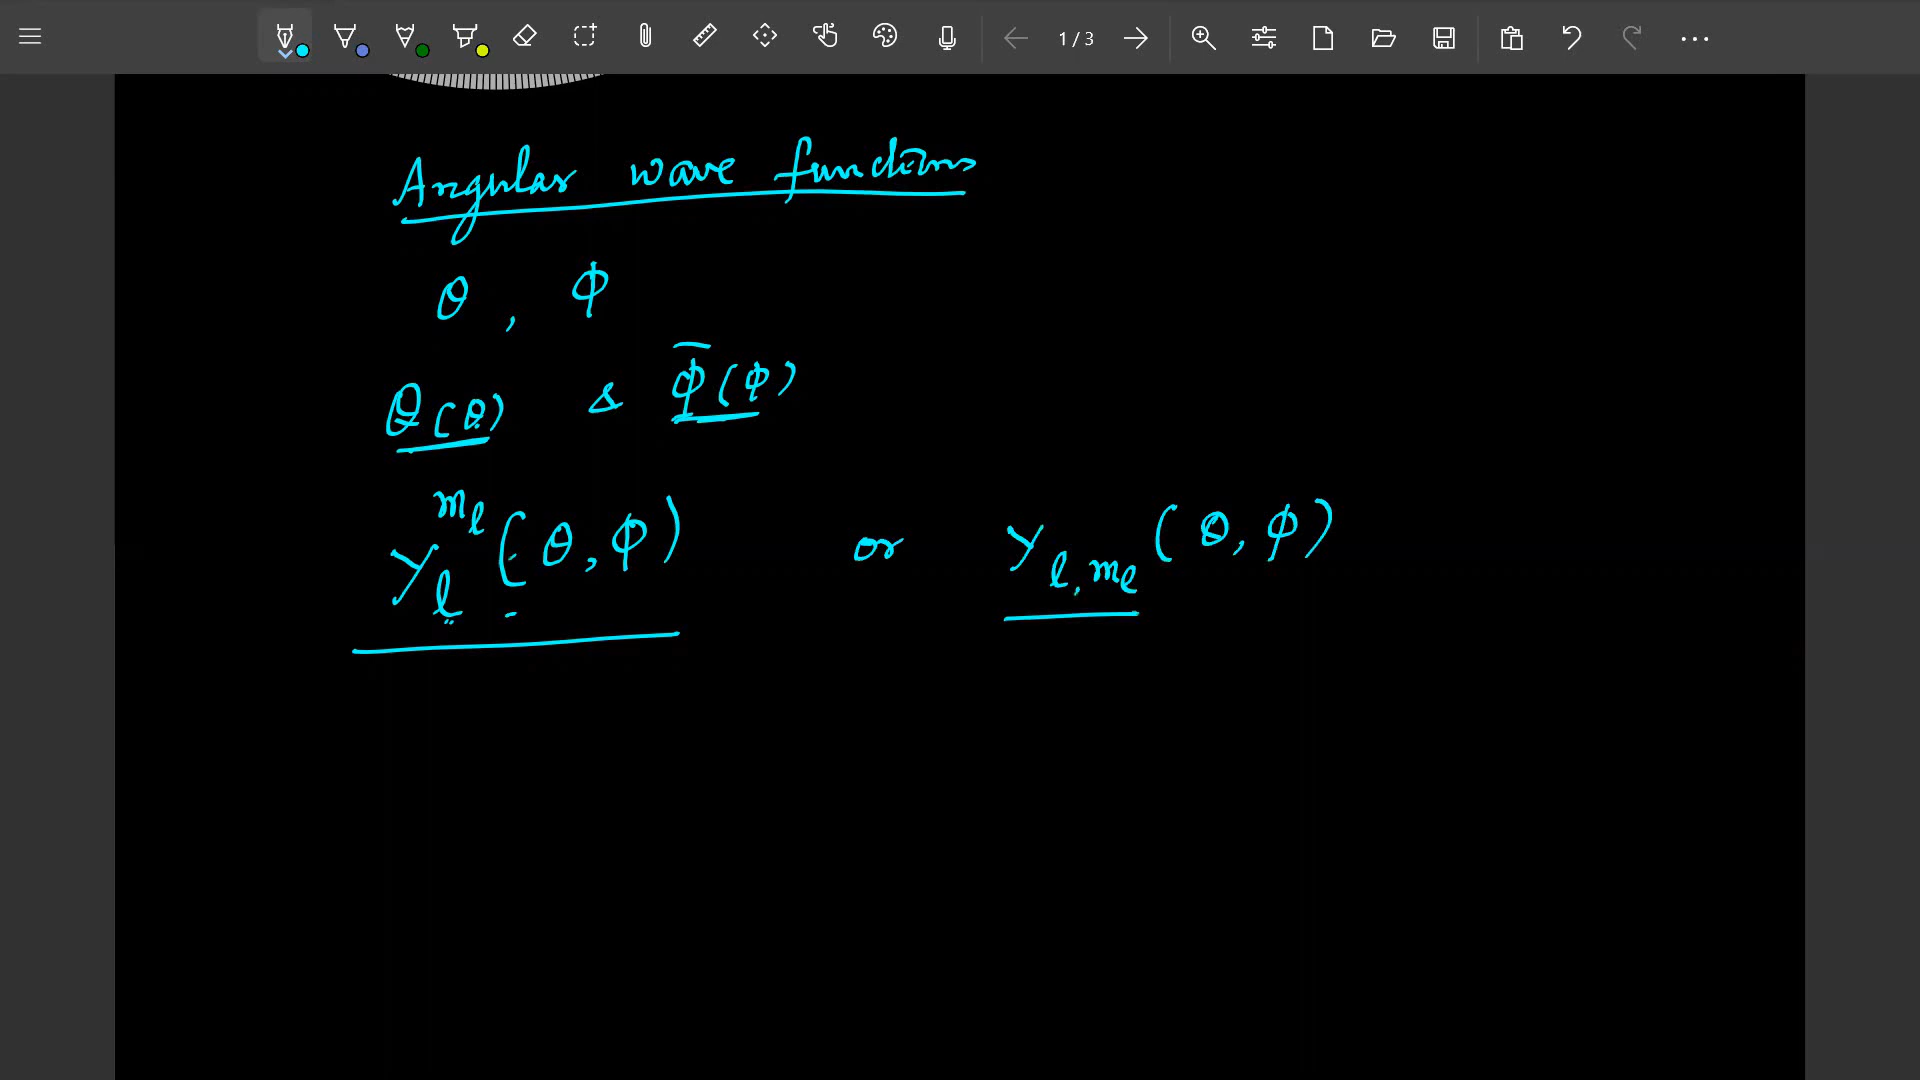 1 / 3
Angular wave functions
θ , ϕ
Θ(θ) & Φ(ϕ)
Y_l^{m_l}(θ, ϕ) or Y_{l,m_l}(θ, ϕ)